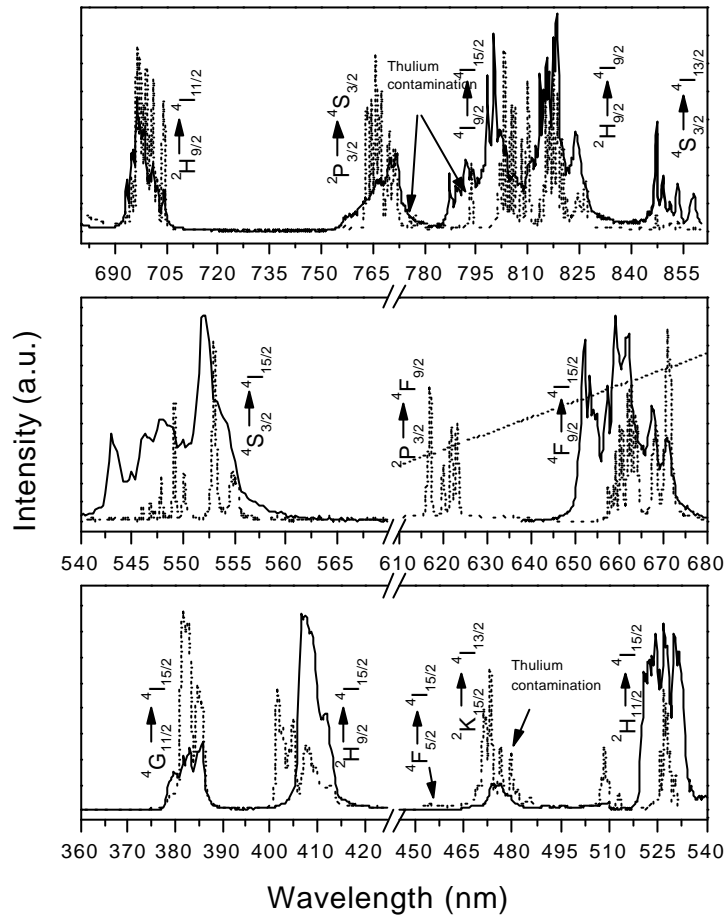 ²H₉/₂ → ⁴I₁₁/₂
²P₃/₂ → ⁴S₃/₂
Thulium
contamination
⁴I₉/₂ → ⁴I₁₅/₂
²H₉/₂ → ⁴I₉/₂
⁴S₃/₂ → ⁴I₁₃/₂
690 705 720 735 750 765 780 795 810 825 840 855
⁴S₃/₂ → ⁴I₁₅/₂
²P₃/₂ → ⁴F₉/₂
⁴F₉/₂ → ⁴I₁₅/₂
540 545 550 555 560 565 610 620 630 640 650 660 670 680
Intensity (a.u.)
⁴G₁₁/₂ → ⁴I₁₅/₂
²H₉/₂ → ⁴I₁₅/₂
⁴F₅/₂ → ⁴I₁₅/₂
²K₁₅/₂ → ⁴I₁₃/₂
Thulium
contamination
²H₁₁/₂ → ⁴I₁₅/₂
360 370 380 390 400 410 420 450 465 480 495 510 525 540
Wavelength (nm)